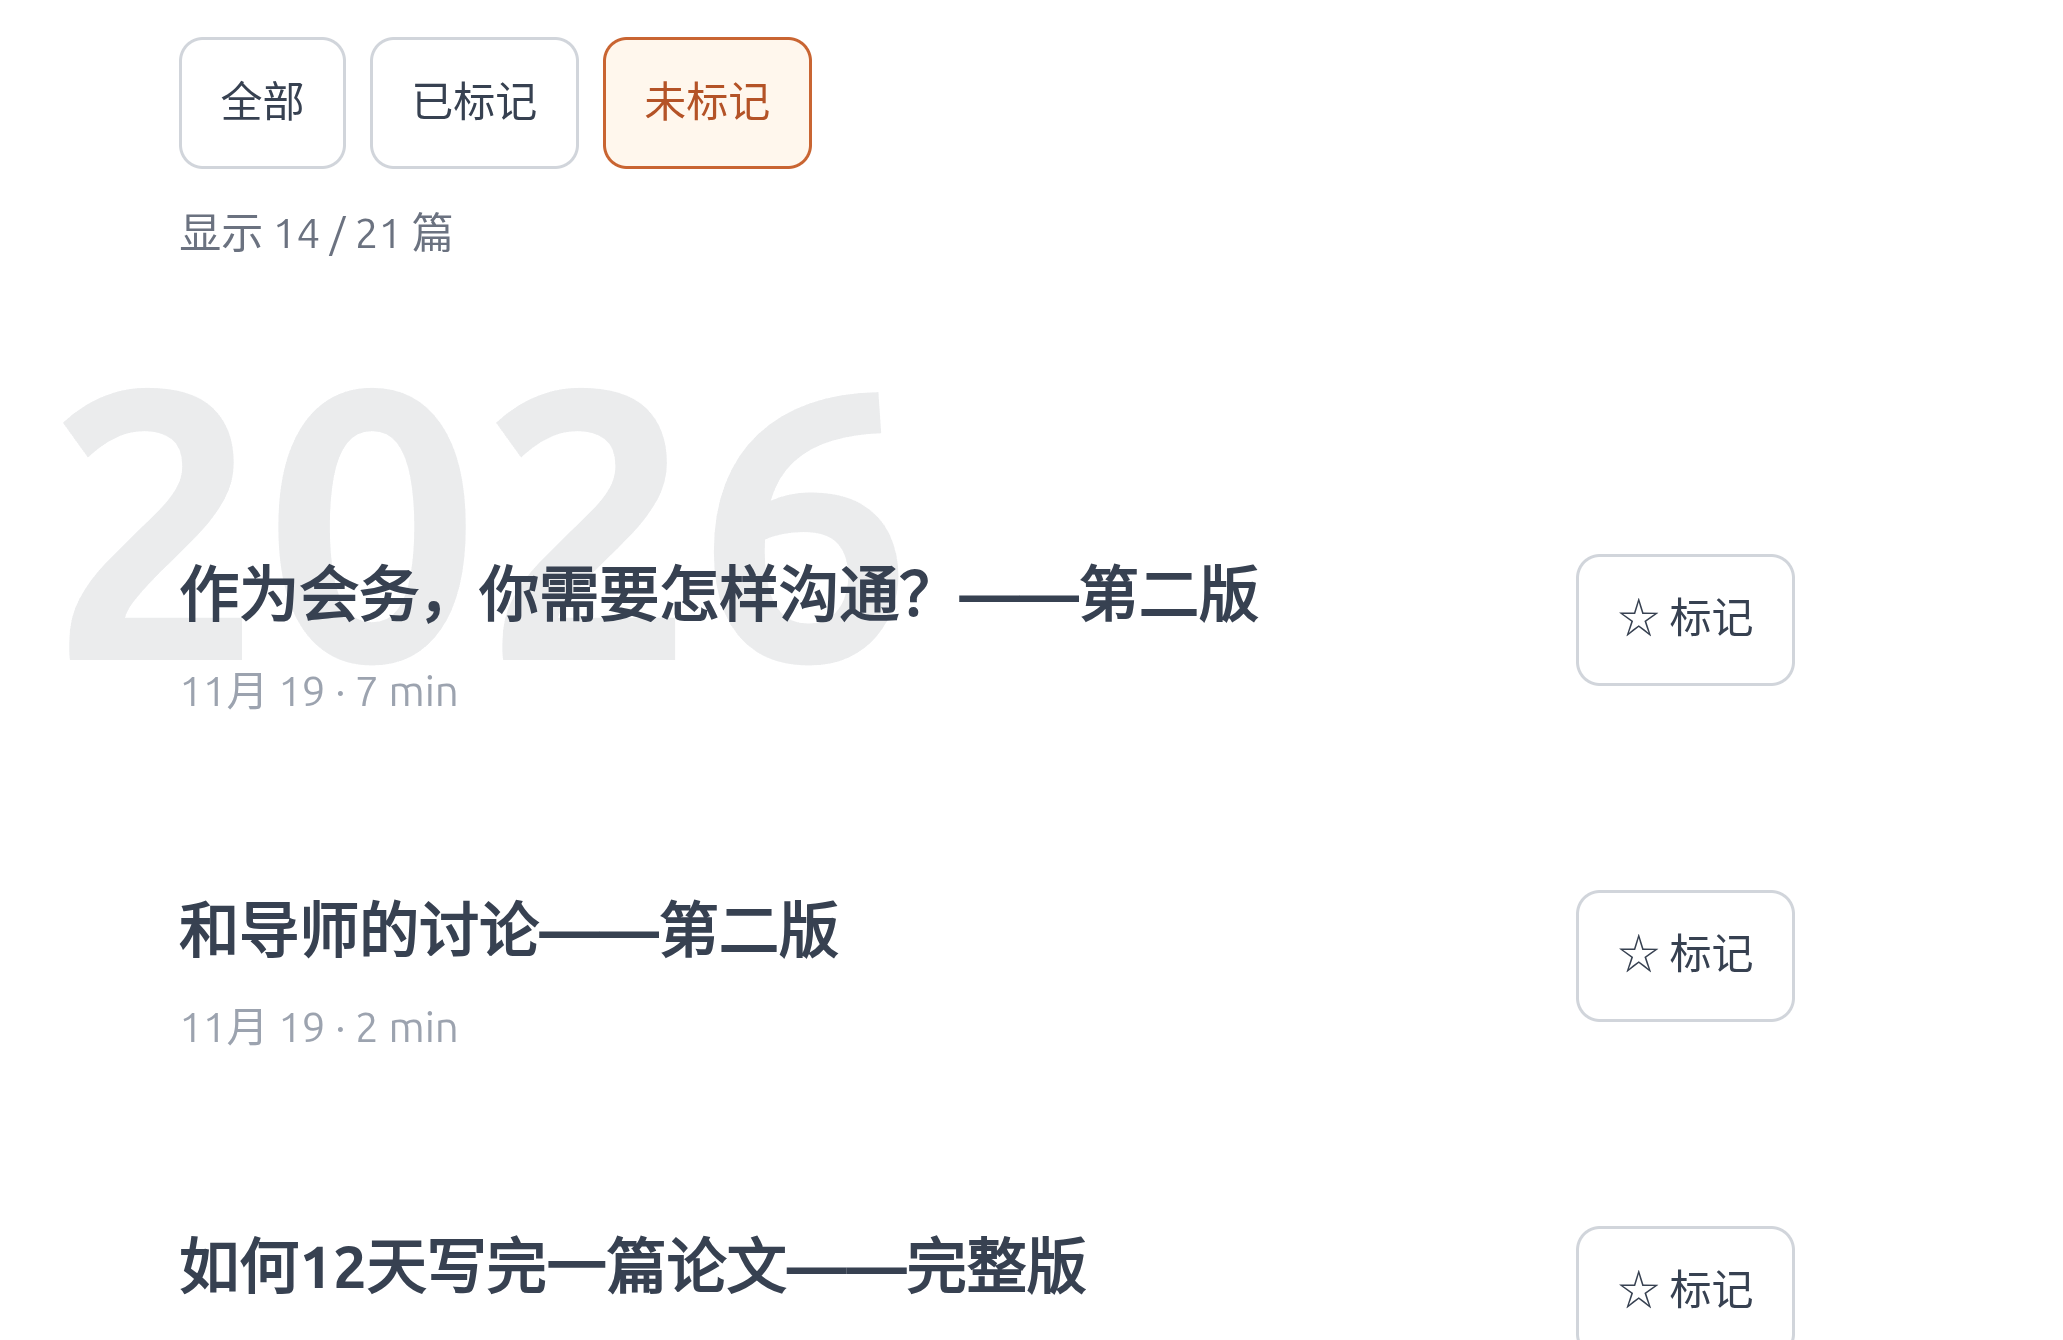 全部 已标记 未标记
显示 14 / 21 篇
2026
作为会务，你需要怎样沟通？——第二版
☆ 标记
11月 19 · 7 min
和导师的讨论——第二版
☆ 标记
11月 19 · 2 min
如何12天写完一篇论文——完整版
☆ 标记